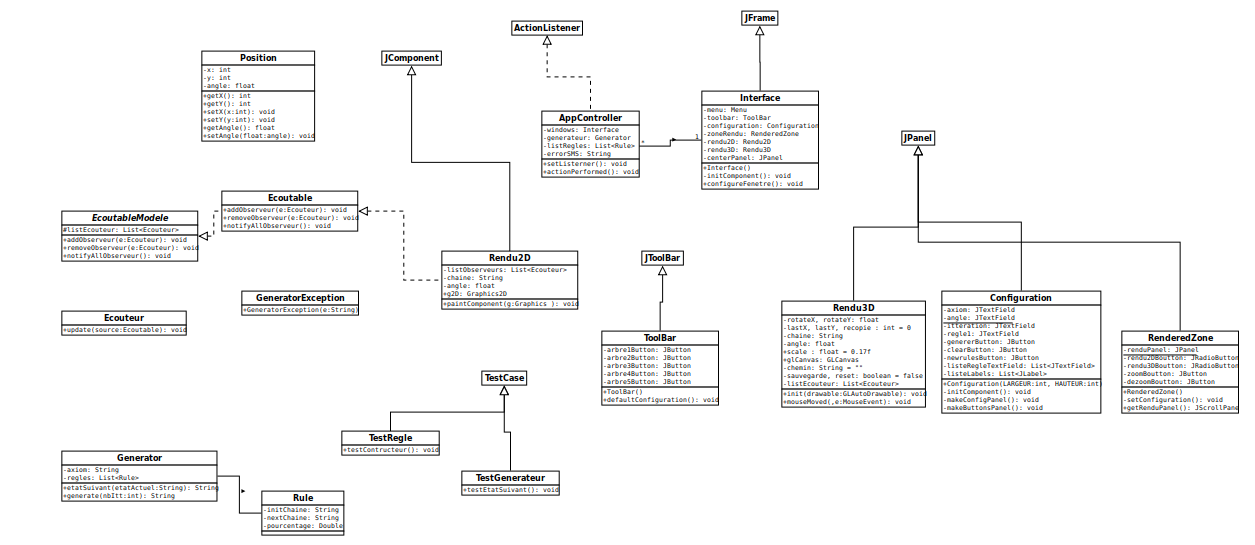 JFrame
ActionListener
JComponent
Position
-x: int
-y: int
-angle: float
+getX(): int
+getY(): int
+setX(x:int): void
+setY(y:int): void
+getAngle(): float
+setAngle(float:angle): void
Interface
-menu: Menu
-toolbar: ToolBar
-configuration: Configuration
-zoneRendu: RenderedZone
-rendu2D: Rendu2D
-rendu3D: Rendu3D
-centerPanel: JPanel
+Interface()
-initComponent(): void
+configureFenetre(): void
AppController
-windows: Interface
-generateur: Generator
-listRegles: List<Rule>
-errorSMS: String
+setListerner(): void
+actionPerformed(): void
*
1
JPanel
Ecoutable
+addObserveur(e:Ecouteur): void
+removeObserveur(e:Ecouteur): void
+notifyAllObserveur(): void
EcoutableModele
#listEcouteur: List<Ecouteur>
+addObserveur(e:Ecouteur): void
+removeObserveur(e:Ecouteur): void
+notifyAllObserveur(): void
Rendu2D
-listObserveurs: List<Ecouteur>
-chaine: String
-angle: float
+g2D: Graphics2D
+paintComponent(g:Graphics ): void
JToolBar
GeneratorException
+GeneratorException(e:String)
Ecouteur
+update(source:Ecoutable): void
ToolBar
-arbre1Button: JButton
-arbre2Button: JButton
-arbre3Button: JButton
-arbre4Button: JButton
-arbre5Button: JButton
+ToolBar()
+defaultConfiguration(): void
Rendu3D
-rotateX, rotateY: float
-lastX, lastY, recopie : int = 0
-chaine: String
-angle: float
+scale : float = 0.17f
+glCanvas: GLCanvas
-chemin: String = ""
-sauvegarde, reset: boolean = false
-listEcouteur: List<Ecouteur>
+init(drawable:GLAutoDrawable): void
+mouseMoved(,e:MouseEvent): void
Configuration
-axiom: JTextField
-angle: JTextField
-itteration: JTextField
-regle1: JTextField
-genererButton: JButton
-clearButton: JButton
-newrulesButton: JButton
-listeRegleTextField: List<JTextField>
-listeLabels: List<JLabel>
+Configuration(LARGEUR:int, HAUTEUR:int)
-initComponent(): void
-makeConfigPanel(): void
-makeButtonsPanel(): void
RenderedZone
-renduPanel: JPanel
-rendu2DBoutton: JRadioButton
-rendu3DBoutton: JRadioButton
-zoomBoutton: JButton
-dezoomBoutton: JButton
+RenderedZone()
-setConfiguration(): void
+getRenduPanel(): JScrollPane
TestCase
TestRegle
+testContructeur(): void
TestGenerateur
+testEtatSuivant(): void
Generator
-axiom: String
-regles: List<Rule>
+etatSuivant(etatActuel:String): String
+generate(nbItt:int): String
Rule
-initChaine: String
-nextChaine: String
-pourcentage: Double